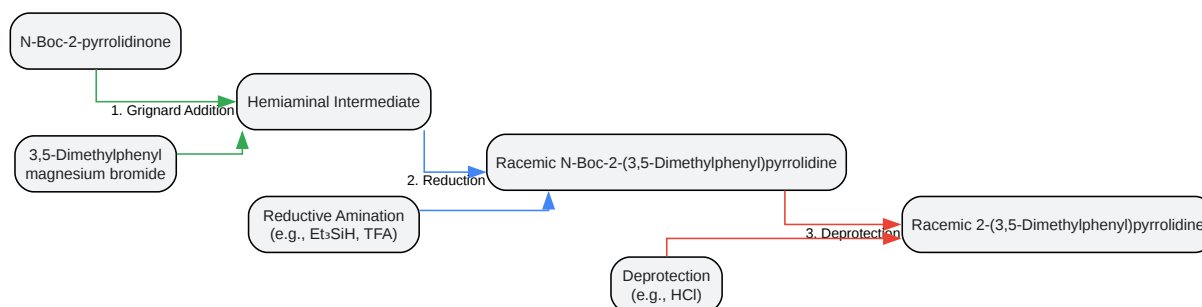 N-Boc-2-pyrrolidinone
Hemiaminal Intermediate
1. Grignard Addition
3,5-Dimethylphenyl
magnesium bromide
Racemic N-Boc-2-(3,5-Dimethylphenyl)pyrrolidine
2. Reduction
Reductive Amination
(e.g., Et₃SiH, TFA)
Racemic 2-(3,5-Dimethylphenyl)pyrrolidine
3. Deprotection
Deprotection
(e.g., HCl)